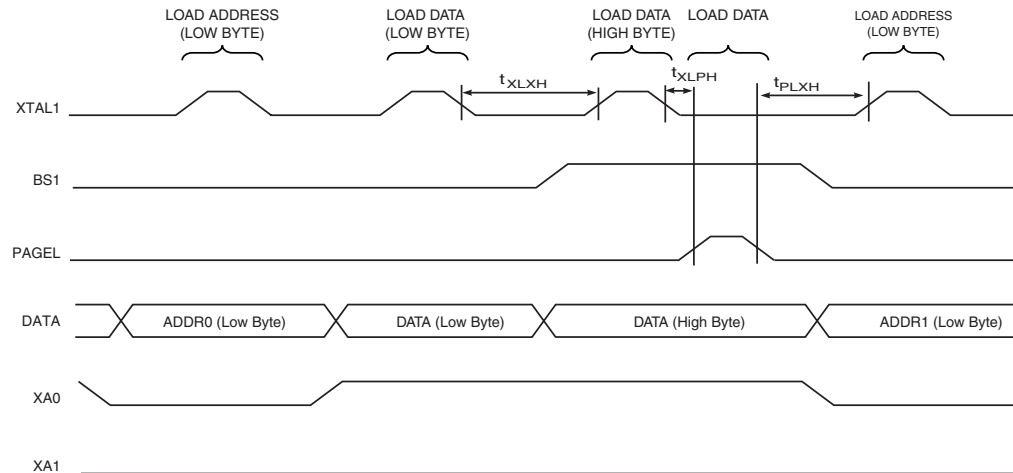 LOAD ADDRESS
(LOW BYTE)
LOAD DATA
(LOW BYTE)
LOAD DATA
(HIGH BYTE)
LOAD DATA
LOAD ADDRESS
(LOW BYTE)
XTAL1
tXLXH
tXLPH
tPLXH
BS1
PAGEL
DATA
ADDR0 (Low Byte)
DATA (Low Byte)
DATA (High Byte)
ADDR1 (Low Byte)
XA0
XA1